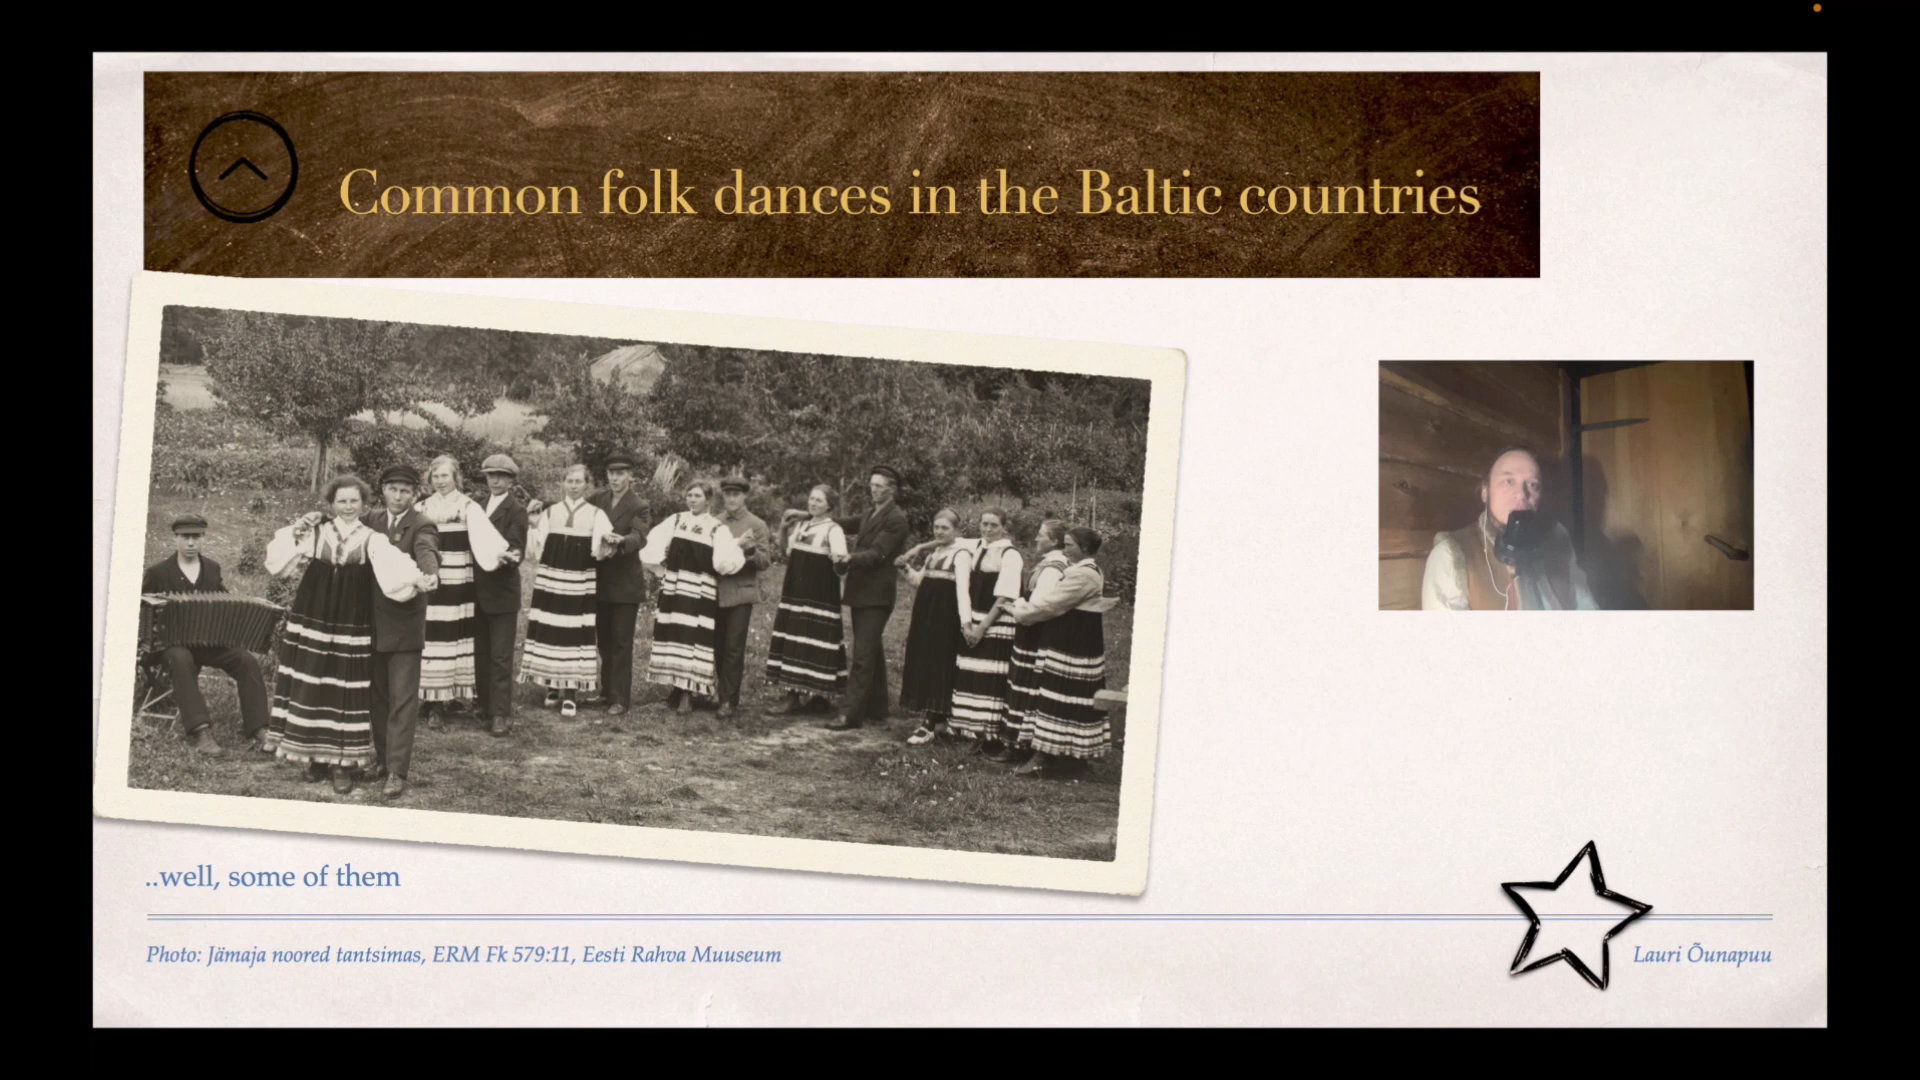 Common folk dances in the Baltic countries
..well, some of them
Photo: Jämaja noored tantsimas, ERM Fk 579:11, Eesti Rahva Muuseum
Lauri Õunapuu